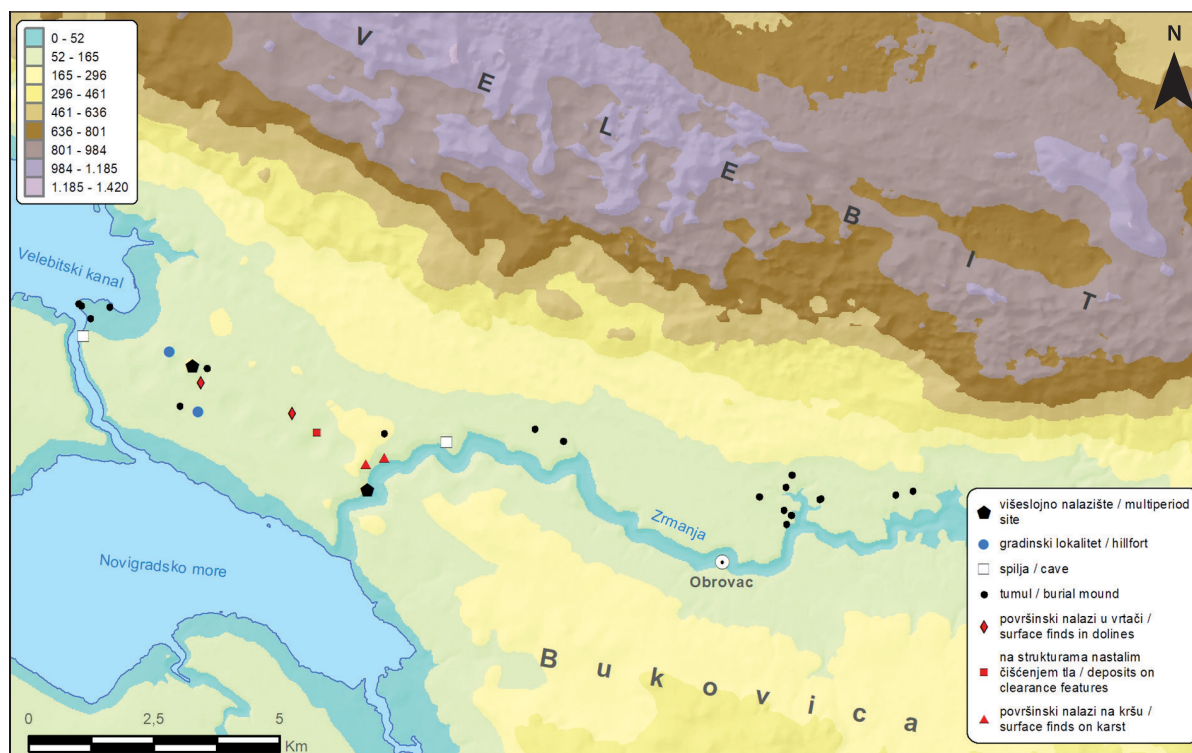 0 - 52
52 - 165
165 - 296
296 - 461
461 - 636
636 - 801
801 - 984
984 - 1.185
1.185 - 1.420
N
VELEBIT
Velebitski kanal
Novigradsko more
Zrmanja
Obrovac
Bukovica
0 2,5 5
Km
višeslojno nalazište / multiperiod
site
gradinski lokalitet / hillfort
spilja / cave
tumul / burial mound
površinski nalazi u vrtači /
surface finds in dolines
na strukturama nastalim
čišćenjem tla / deposits on
clearance features
površinski nalazi na kršu /
surface finds on karst